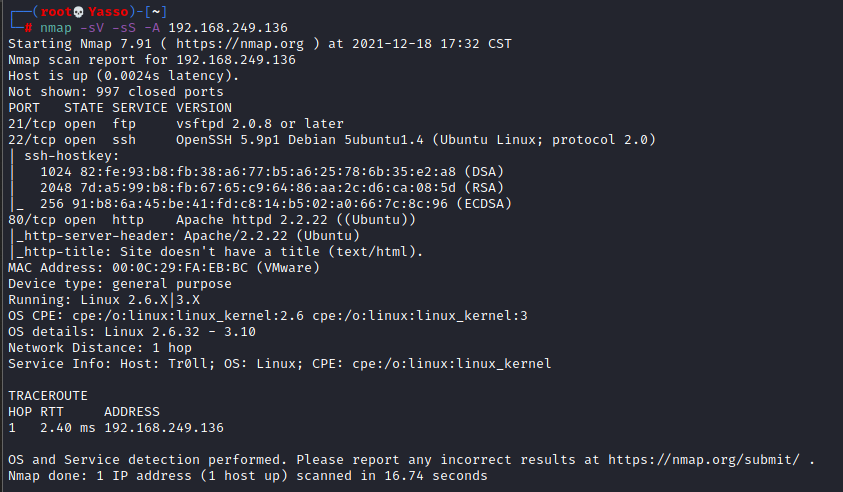 ┌──(root💀Yasso)-[~]
└─# nmap -sV -sS -A 192.168.249.136
Starting Nmap 7.91 ( https://nmap.org ) at 2021-12-18 17:32 CST
Nmap scan report for 192.168.249.136
Host is up (0.0024s latency).
Not shown: 997 closed ports
PORT   STATE SERVICE VERSION
21/tcp open  ftp     vsftpd 2.0.8 or later
22/tcp open  ssh     OpenSSH 5.9p1 Debian 5ubuntu1.4 (Ubuntu Linux; protocol 2.0)
| ssh-hostkey:
|   1024 82:fe:93:b8:fb:38:a6:77:b5:a6:25:78:6b:35:e2:a8 (DSA)
|   2048 7d:a5:99:b8:fb:67:65:c9:64:86:aa:2c:d6:ca:08:5d (RSA)
|_  256 91:b8:6a:45:be:41:fd:c8:14:b5:02:a0:66:7c:8c:96 (ECDSA)
80/tcp open  http    Apache httpd 2.2.22 ((Ubuntu))
|_http-server-header: Apache/2.2.22 (Ubuntu)
|_http-title: Site doesn't have a title (text/html).
MAC Address: 00:0C:29:FA:EB:BC (VMware)
Device type: general purpose
Running: Linux 2.6.X|3.X
OS CPE: cpe:/o:linux:linux_kernel:2.6 cpe:/o:linux:linux_kernel:3
OS details: Linux 2.6.32 - 3.10
Network Distance: 1 hop
Service Info: Host: Tr0ll; OS: Linux; CPE: cpe:/o:linux:linux_kernel

TRACEROUTE
HOP RTT     ADDRESS
1   2.40 ms 192.168.249.136

OS and Service detection performed. Please report any incorrect results at https://nmap.org/submit/ .
Nmap done: 1 IP address (1 host up) scanned in 16.74 seconds